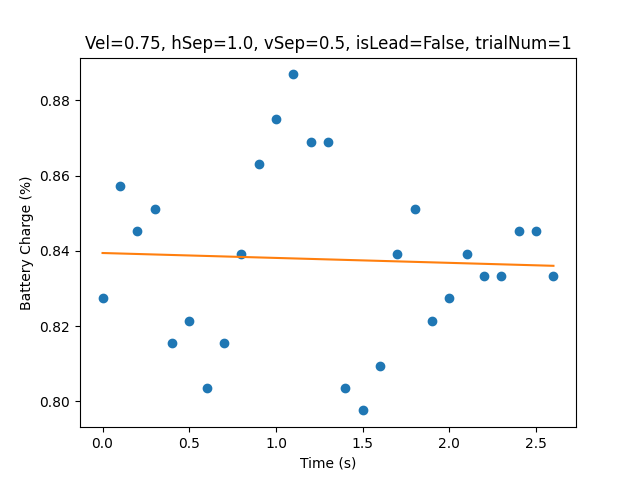 Vel=0.75, hSep=1.0, vSep=0.5, isLead=False, trialNum=1
0.88
0.86
0.84
0.82
0.80
Battery Charge (%)
0.0 0.5 1.0 1.5 2.0 2.5
Time (s)